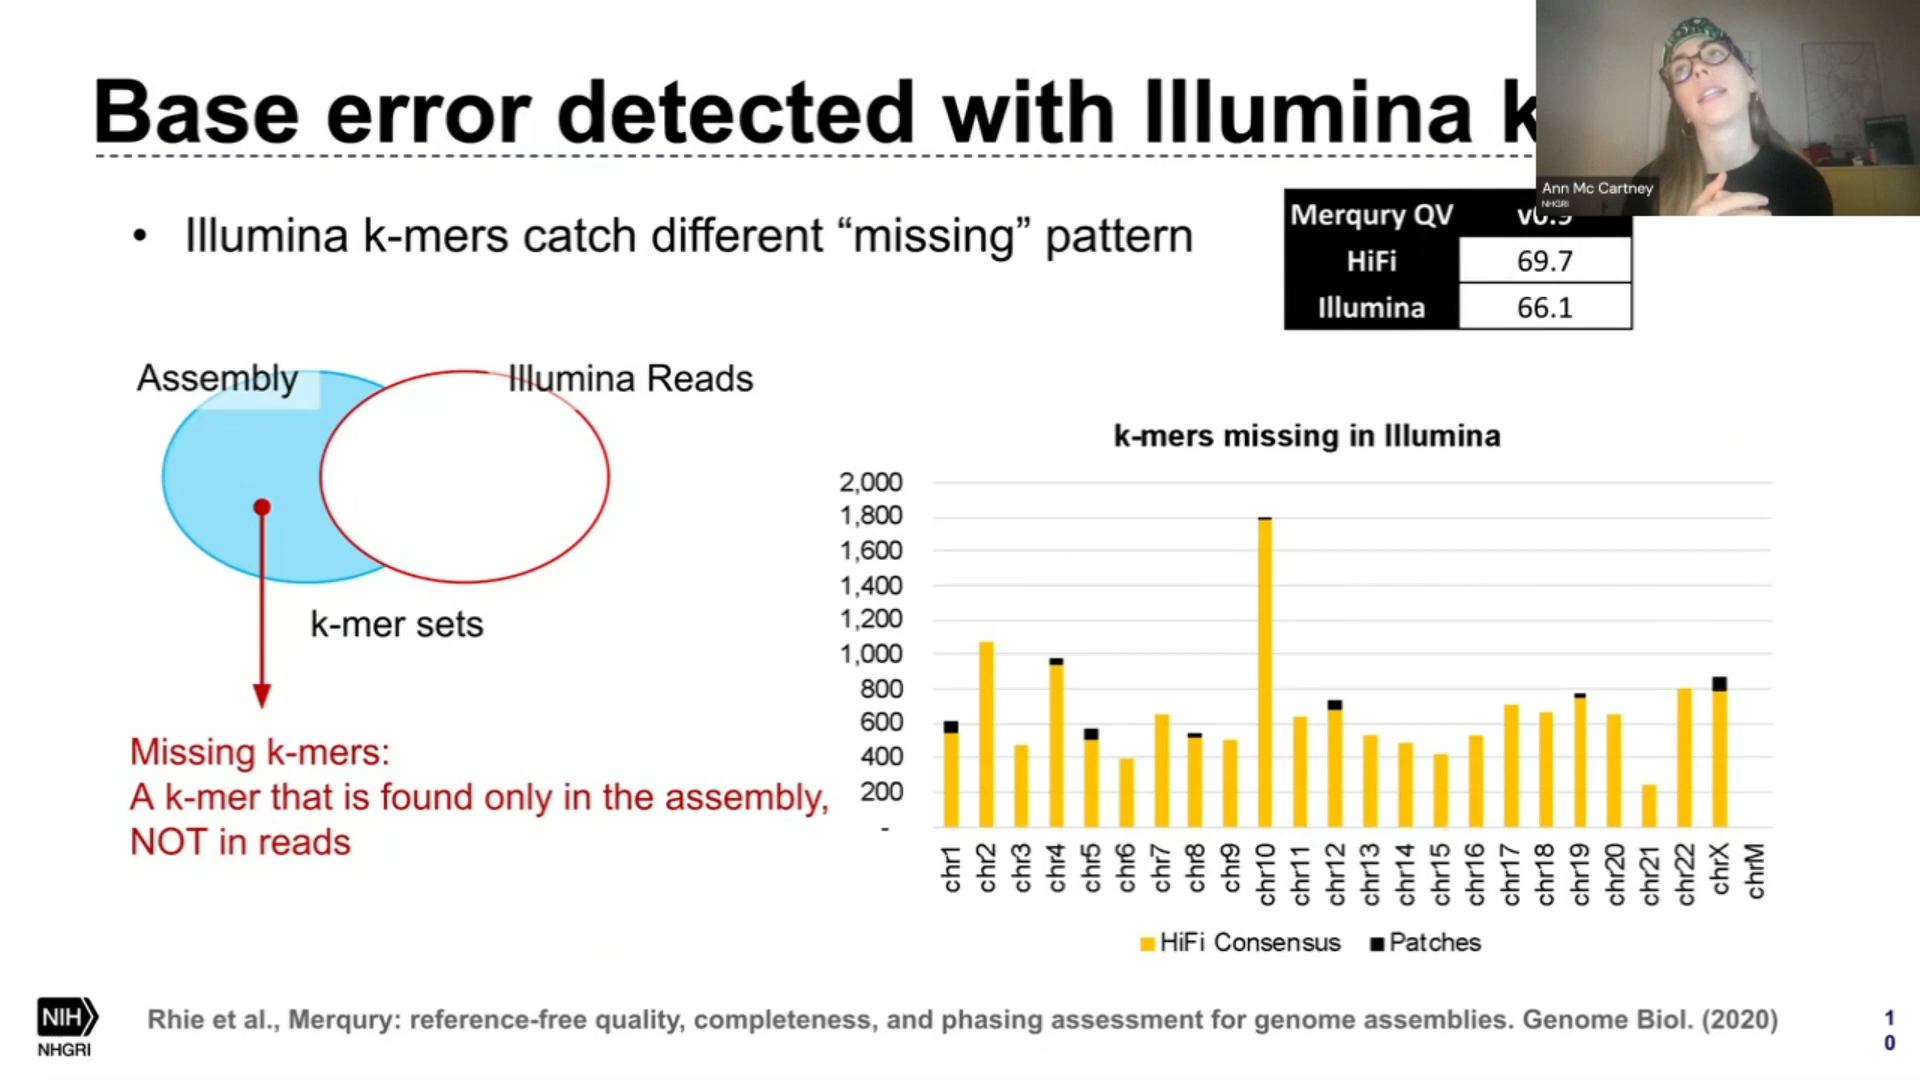 Base error detected with Illumina k
Ann Mc Cartney
NHGRI
• Illumina k-mers catch different “missing” pattern
Merqury QV v0.9
HiFi 69.7
Illumina 66.1
Assembly
Illumina Reads
k-mer sets
Missing k-mers:
A k-mer that is found only in the assembly,
NOT in reads
k-mers missing in Illumina
2,000
1,800
1,600
1,400
1,200
1,000
800
600
400
200
-
chr1 chr2 chr3 chr4 chr5 chr6 chr7 chr8 chr9 chr10 chr11 chr12 chr13 chr14 chr15 chr16 chr17 chr18 chr19 chr20 chr21 chr22 chrX chrM
HiFi Consensus Patches
NIH
NHGRI
Rhie et al., Merqury: reference-free quality, completeness, and phasing assessment for genome assemblies. Genome Biol. (2020)
1
0